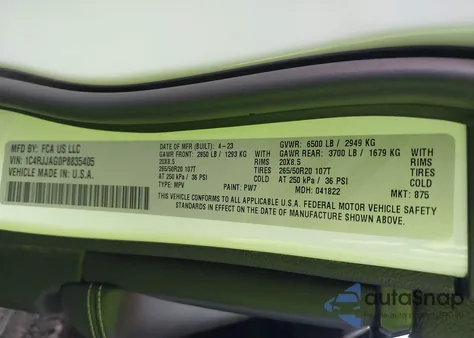 MFD BY: FCA US LLC
VIN: 1C4RJJAG0P8835405
VEHICLE MADE IN: U.S.A.
DATE OF MFR (BUILT): 4-23
GAWR FRONT: 2850 LB / 1293 KG WITH
20X8.5 RIMS
265/50R20 107T TIRES
AT 250 kPa / 36 PSI COLD
TYPE: MPV PAINT: PW7
GVWR: 6500 LB / 2949 KG
GAWR REAR: 3700 LB / 1679 KG WITH
20X8.5 RIMS
265/50R20 107T TIRES
AT 250 kPa / 36 PSI COLD
MDH: 041822 MKT: 875
THIS VEHICLE CONFORMS TO ALL APPLICABLE U.S.A. FEDERAL MOTOR VEHICLE SAFETY
STANDARDS IN EFFECT ON THE DATE OF MANUFACTURE SHOWN ABOVE.
autoSnap